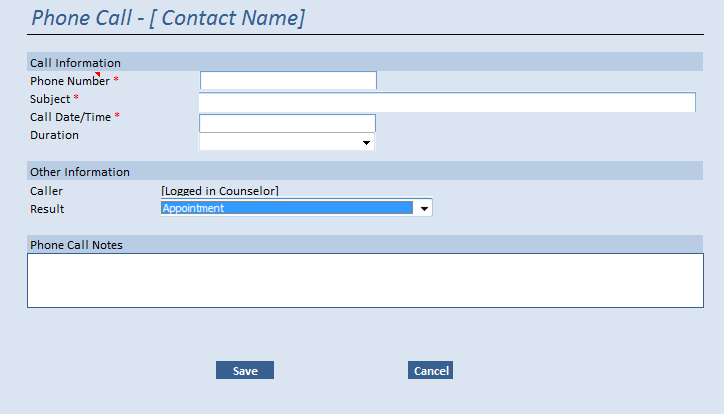 Phone Call - [ Contact Name]
Call Information
Phone Number *
Subject *
Call Date/Time *
Duration
Other Information
Caller [Logged in Counselor]
Result Appointment
Phone Call Notes
Save Cancel